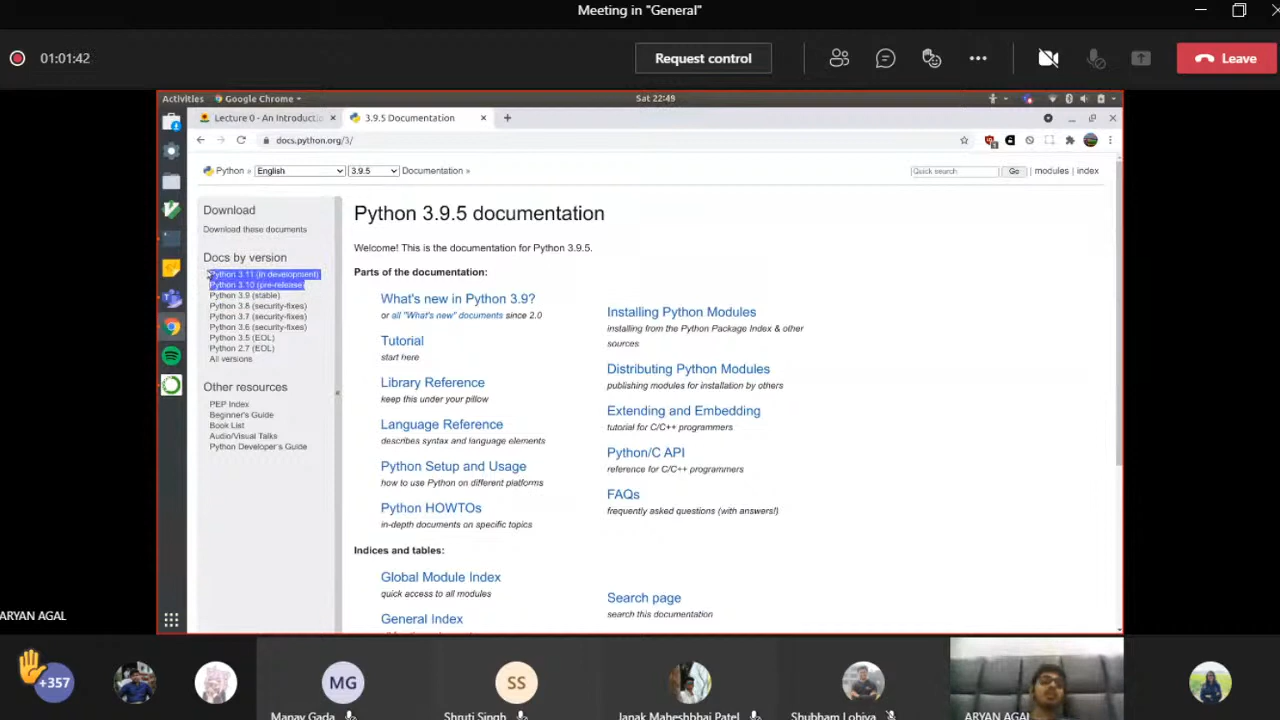 Meeting in "General"
01:01:42
Request control
Leave
Activities
Google Chrome
Sat 22:49
Lecture 0 - An Introducti
3.9.5 Documentation
docs.python.org/3/
Python »
English
3.9.5
Documentation »
Quick search
Go
modules | index
Download
Download these documents
Docs by version
Python 3.11 (in development)
Python 3.10 (pre-release)
Python 3.9 (stable)
Python 3.8 (security-fixes)
Python 3.7 (security-fixes)
Python 3.6 (security-fixes)
Python 3.5 (EOL)
Python 2.7 (EOL)
All versions
Other resources
PEP Index
Beginner's Guide
Book List
Audio/Visual Talks
Python Developer's Guide
Python 3.9.5 documentation
Welcome! This is the documentation for Python 3.9.5.
Parts of the documentation:
What's new in Python 3.9?
or all "What's new" documents since 2.0
Tutorial
start here
Library Reference
keep this under your pillow
Language Reference
describes syntax and language elements
Python Setup and Usage
how to use Python on different platforms
Python HOWTOs
in-depth documents on specific topics
Installing Python Modules
installing from the Python Package Index & other
sources
Distributing Python Modules
publishing modules for installation by others
Extending and Embedding
tutorial for C/C++ programmers
Python/C API
reference for C/C++ programmers
FAQs
frequently asked questions (with answers!)
Indices and tables:
Global Module Index
quick access to all modules
General Index
Search page
search this documentation
ARYAN AGAL
+357
MG
Manav Gada
SS
Shruti Singh
Janak Maheshbhai Patel
Shubham Lohiya
ARYAN AGAL